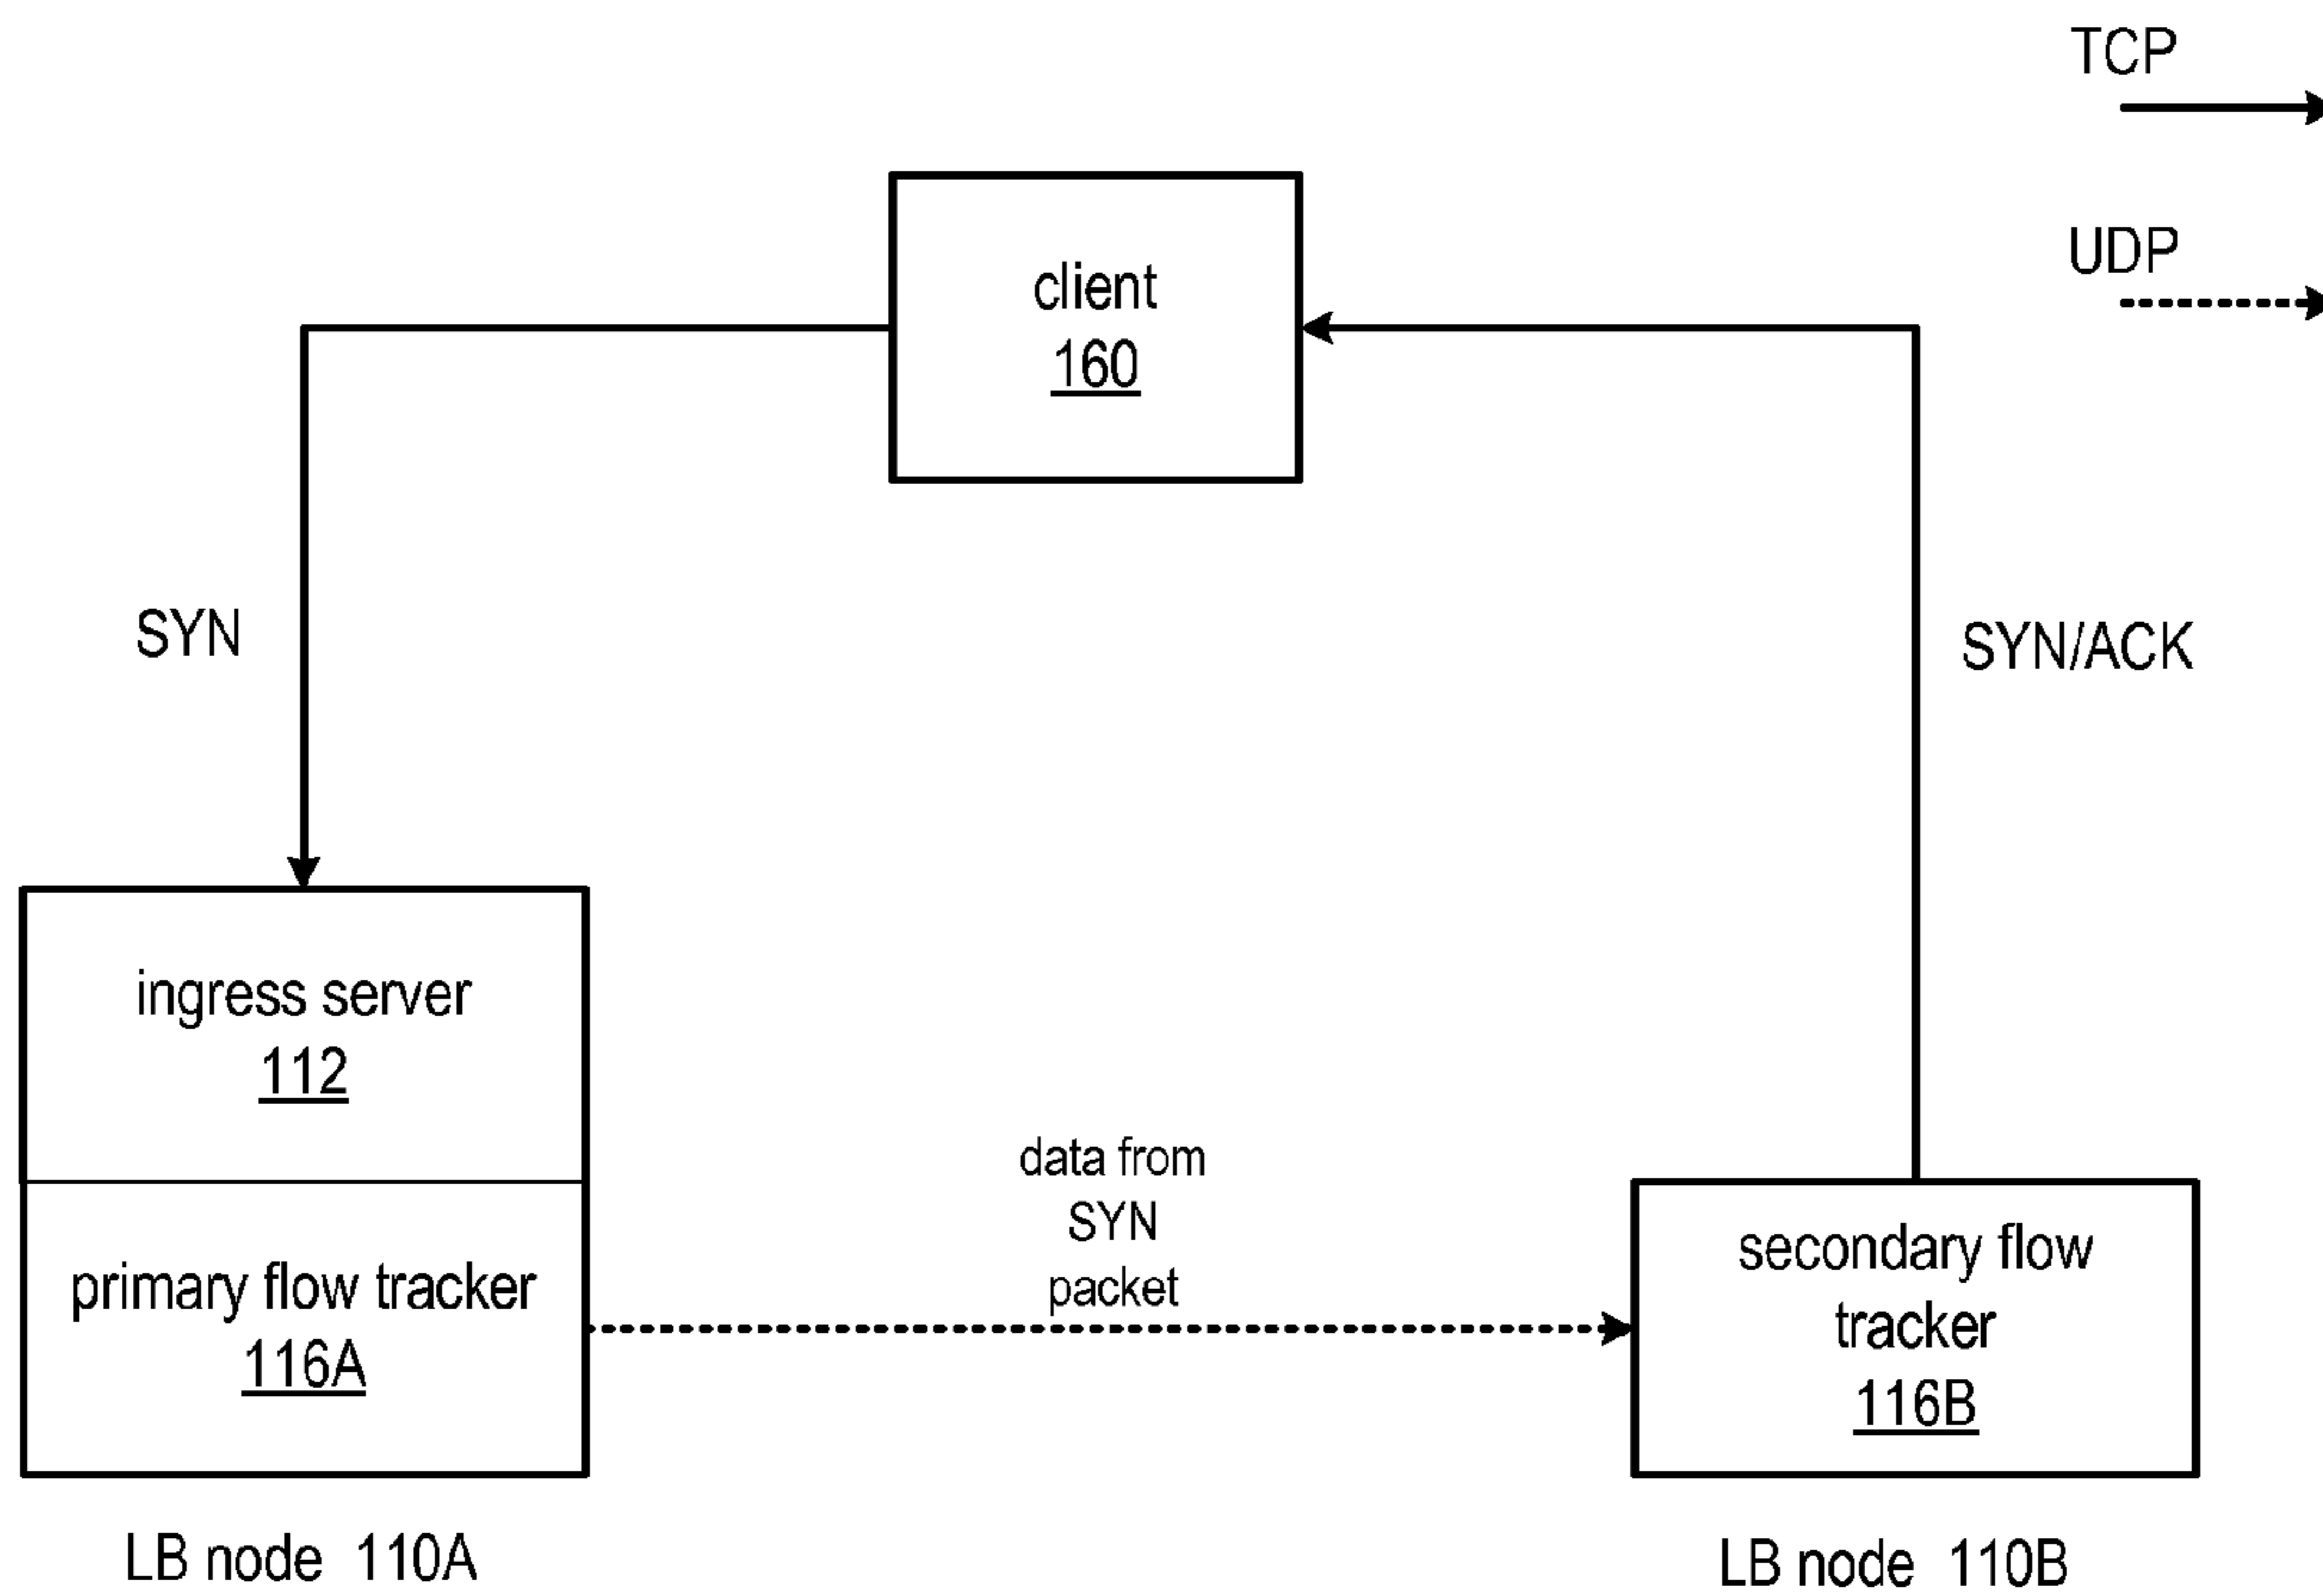 TCP
UDP
client
160
SYN
SYN/ACK
ingress server
112
data from
SYN
packet
primary flow tracker
116A
secondary flow
tracker
116B
LB node 110A
LB node 110B